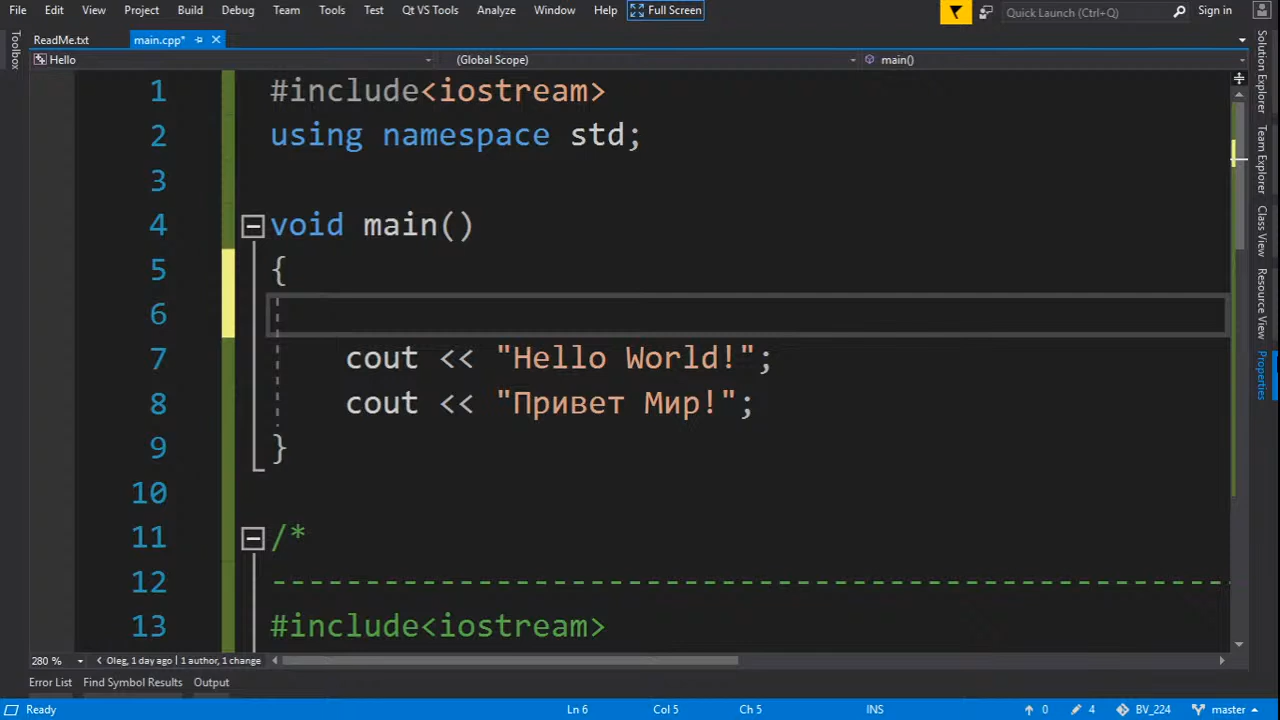 File Edit View Project Build Debug Team Tools Test Qt VS Tools Analyze Window Help Full Screen Quick Launch (Ctrl+Q) Sign in
ReadMe.txt main.cpp*
Hello (Global Scope) main()
1 #include<iostream>
2 using namespace std;
3
4 void main()
5 {
6
7 cout << "Hello World!";
8 cout << "Привет Мир!";
9 }
10
11 /*
12 ----------------------------------------------------
13 #include<iostream>
280 % Oleg, 1 day ago | 1 author, 1 change
Error List Find Symbol Results Output
Ready Ln 6 Col 5 Ch 5 INS 0 4 BV_224 master
Toolbox
Solution Explorer
Team Explorer
Class View
Resource View
Properties